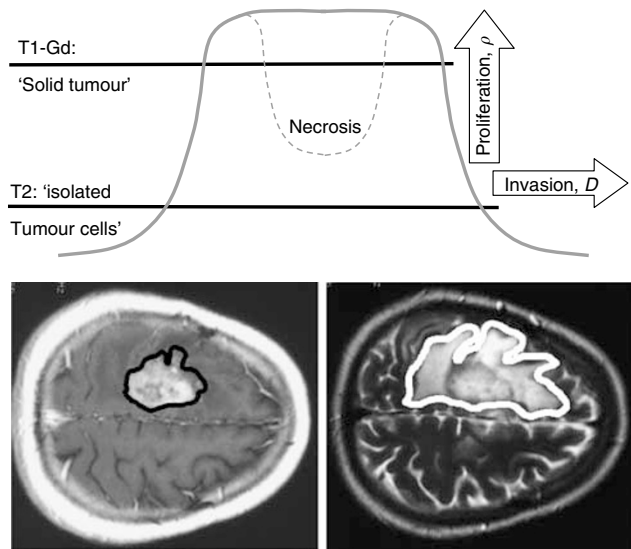 T1-Gd:
‘Solid tumour’
Necrosis
Proliferation, ρ
T2: ‘isolated
Tumour cells’
Invasion, D